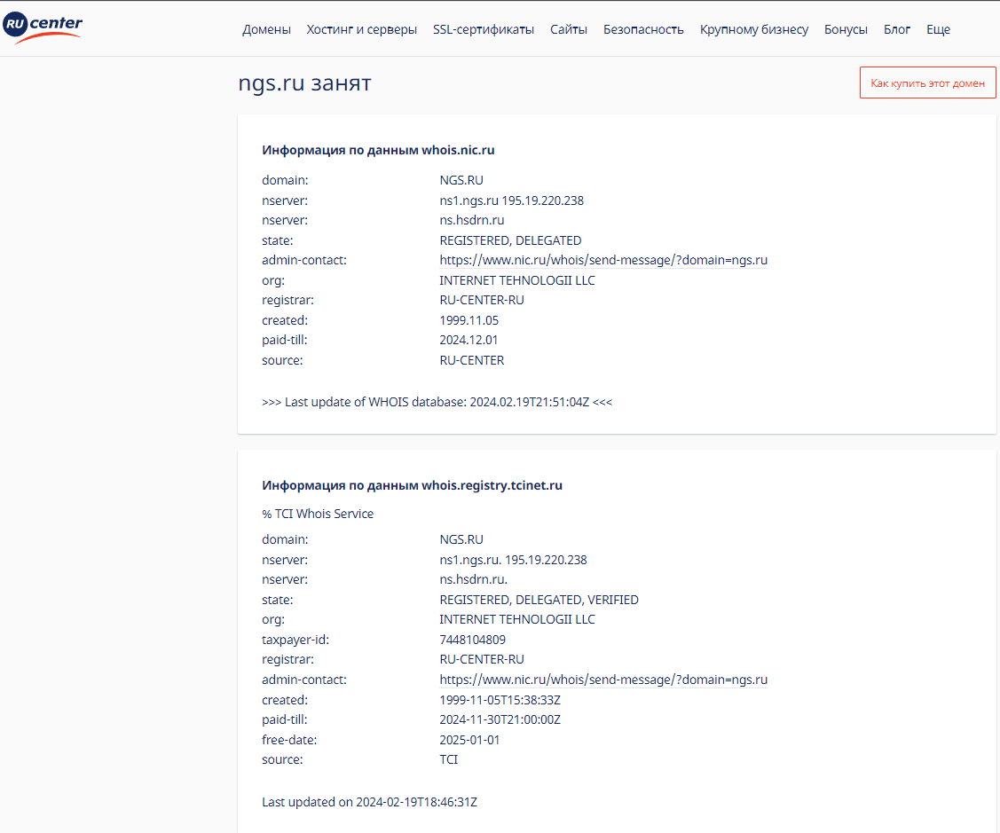 RU center
Домены Хостинг и серверы SSL-сертификаты Сайты Безопасность Крупному бизнесу Бонусы Блог Еще
ngs.ru занят
Как купить этот домен
Информация по данным whois.nic.ru
domain: NGS.RU
nserver: ns1.ngs.ru 195.19.220.238
nserver: ns.hsdrn.ru
state: REGISTERED, DELEGATED
admin-contact: https://www.nic.ru/whois/send-message/?domain=ngs.ru
org: INTERNET TEHNOLOGII LLC
registrar: RU-CENTER-RU
created: 1999.11.05
paid-till: 2024.12.01
source: RU-CENTER
>>> Last update of WHOIS database: 2024.02.19T21:51:04Z <<<
Информация по данным whois.registry.tcinet.ru
% TCI Whois Service
domain: NGS.RU
nserver: ns1.ngs.ru. 195.19.220.238
nserver: ns.hsdrn.ru.
state: REGISTERED, DELEGATED, VERIFIED
org: INTERNET TEHNOLOGII LLC
taxpayer-id: 7448104809
registrar: RU-CENTER-RU
admin-contact: https://www.nic.ru/whois/send-message/?domain=ngs.ru
created: 1999-11-05T15:38:33Z
paid-till: 2024-11-30T21:00:00Z
free-date: 2025-01-01
source: TCI
Last updated on 2024-02-19T18:46:31Z